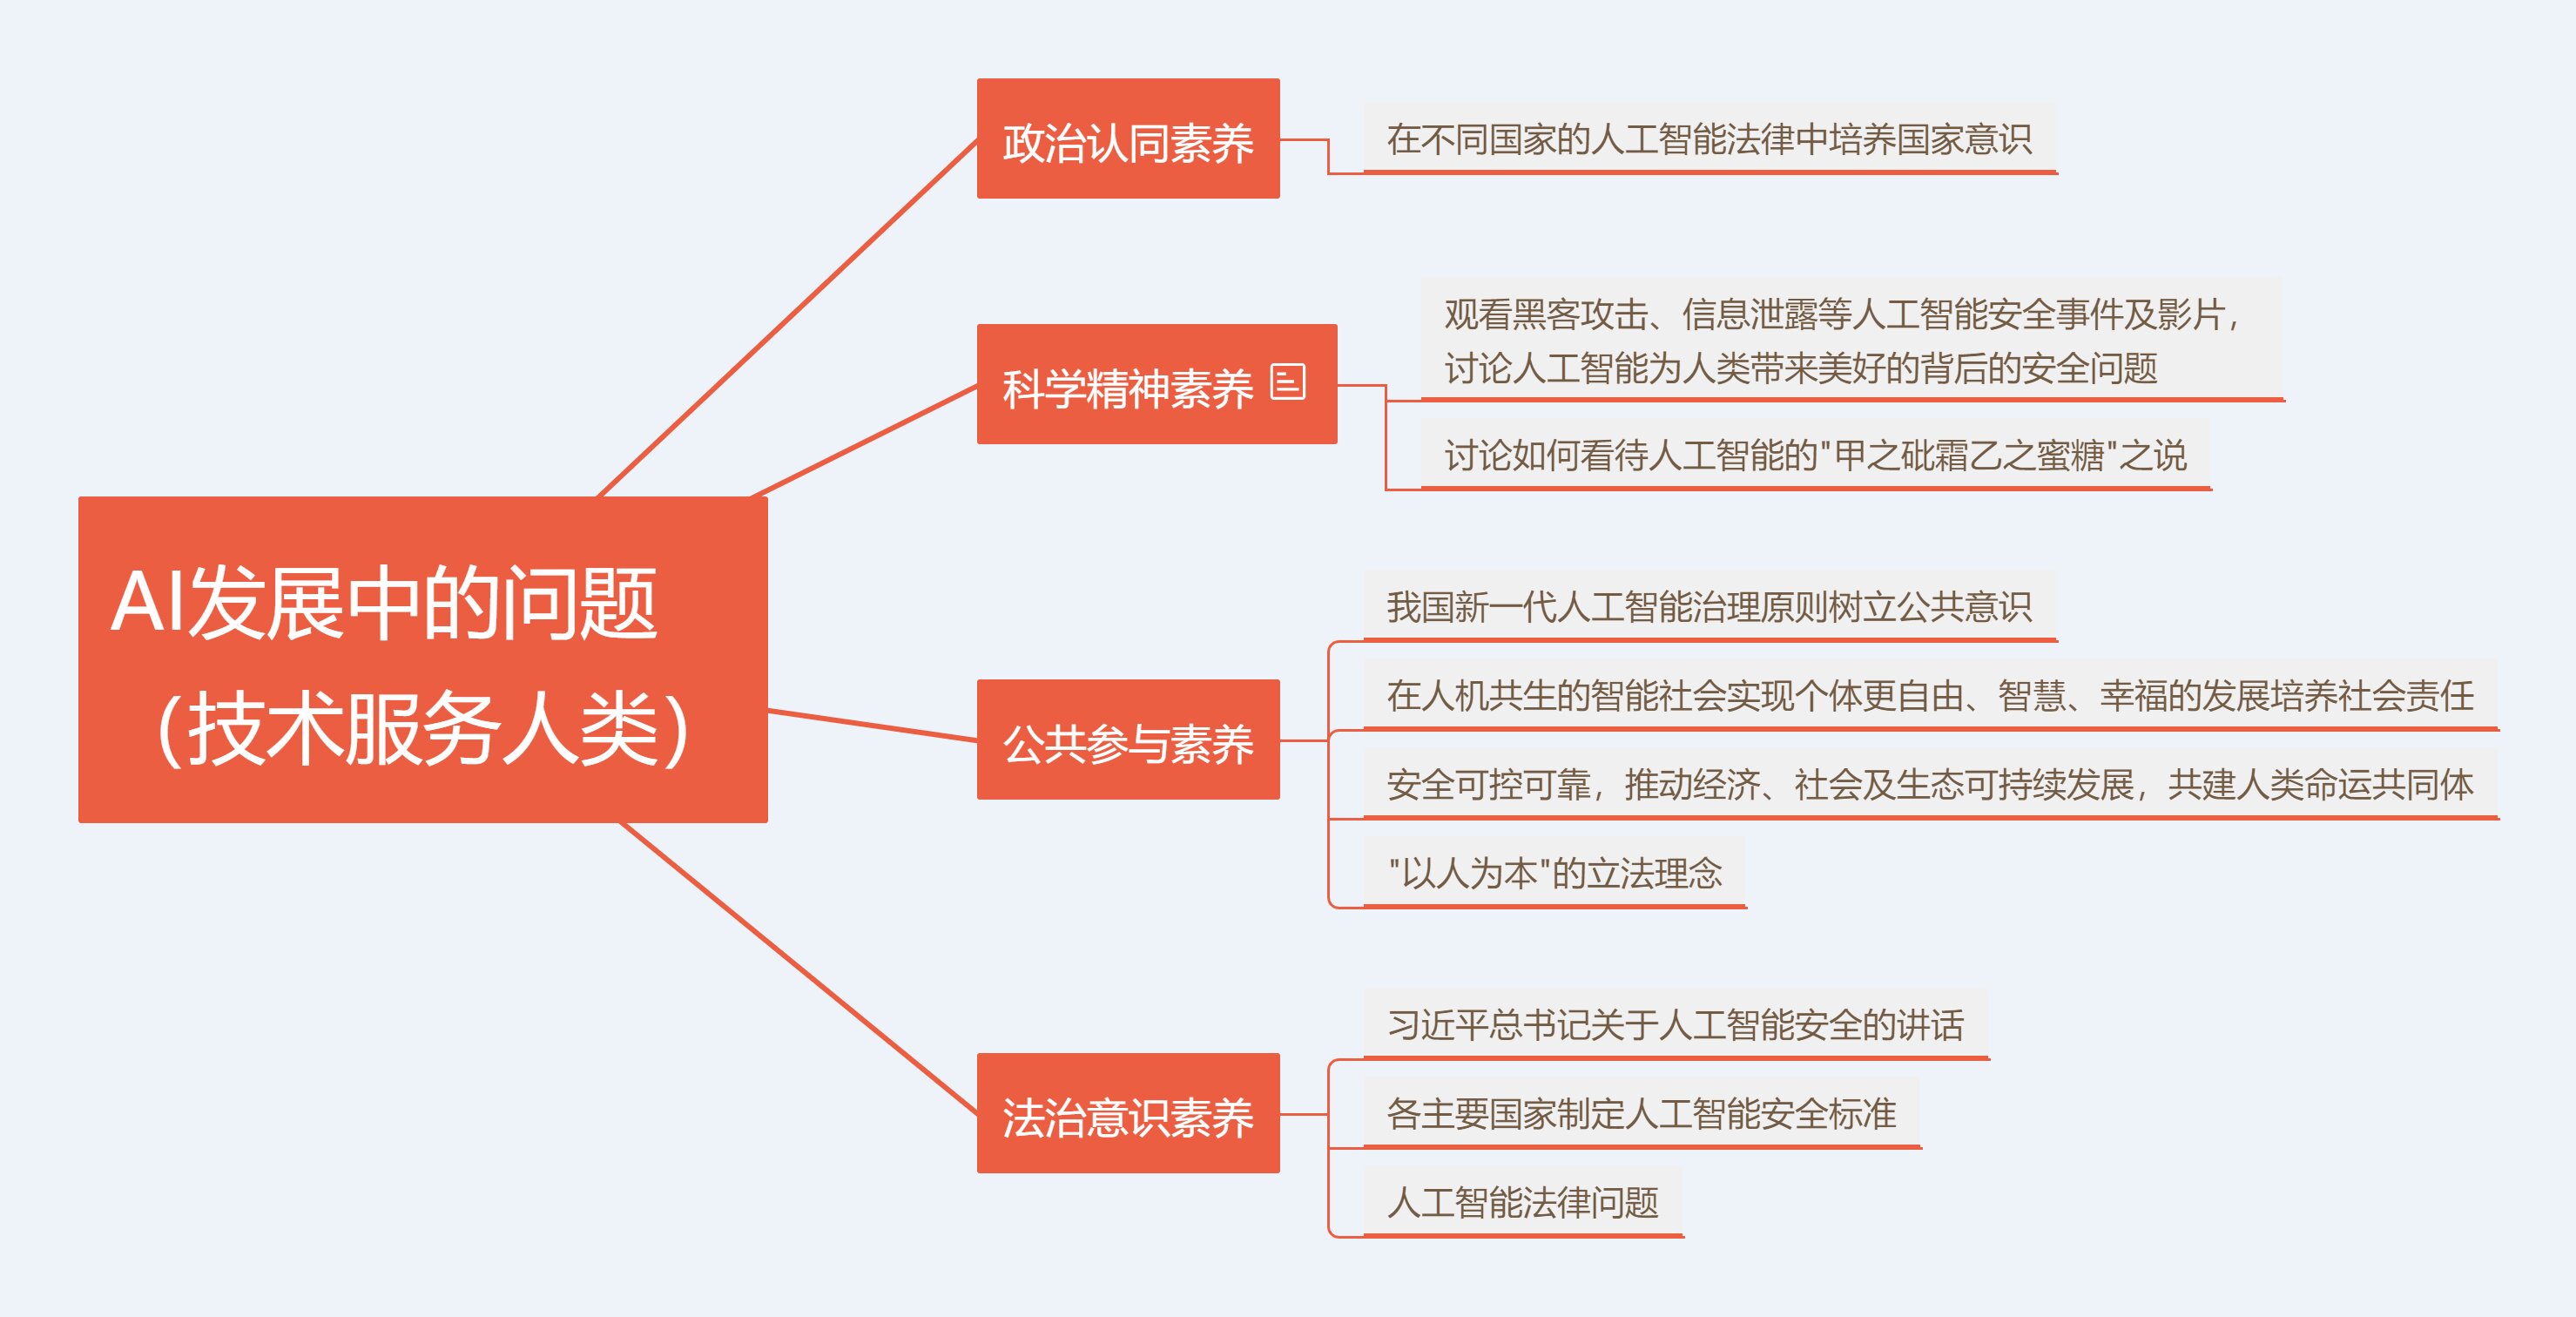 AI发展中的问题
（技术服务人类）
政治认同素养
在不同国家的人工智能法律中培养国家意识
科学精神素养
观看黑客攻击、信息泄露等人工智能安全事件及影片，
讨论人工智能为人类带来美好的背后的安全问题
讨论如何看待人工智能的"甲之砒霜乙之蜜糖"之说
公共参与素养
我国新一代人工智能治理原则树立公共意识
在人机共生的智能社会实现个体更自由、智慧、幸福的发展培养社会责任
安全可控可靠，推动经济、社会及生态可持续发展，共建人类命运共同体
"以人为本"的立法理念
法治意识素养
习近平总书记关于人工智能安全的讲话
各主要国家制定人工智能安全标准
人工智能法律问题